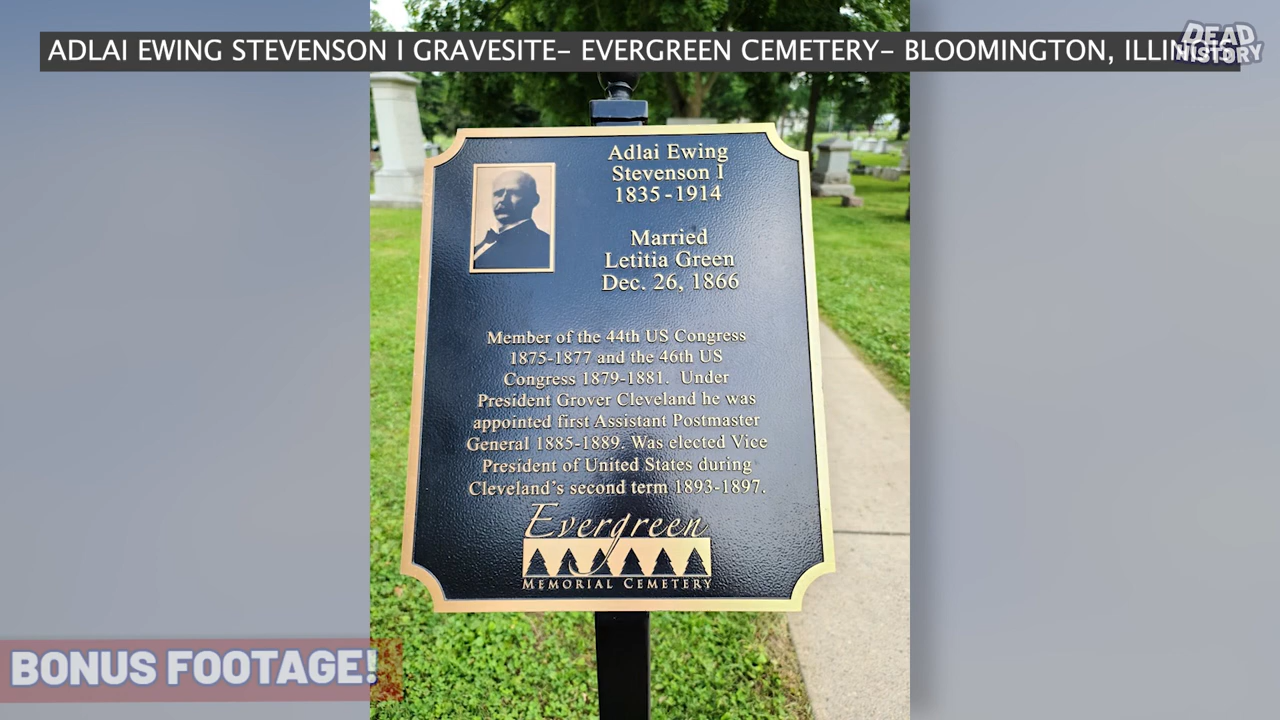 ADLAI EWING STEVENSON I GRAVESITE- EVERGREEN CEMETERY- BLOOMINGTON, ILLINOIS
DEAD
HISTORY
Adlai Ewing
Stevenson I
1835-1914
Married
Letitia Green
Dec. 26, 1866
Member of the 44th US Congress
1875-1877 and the 46th US
Congress 1879-1881. Under
President Grover Cleveland he was
appointed first Assistant Postmaster
General 1885-1889. Was elected Vice
President of United States during
Cleveland's second term 1893-1897.
Evergreen
MEMORIAL CEMETERY
BONUS FOOTAGE!